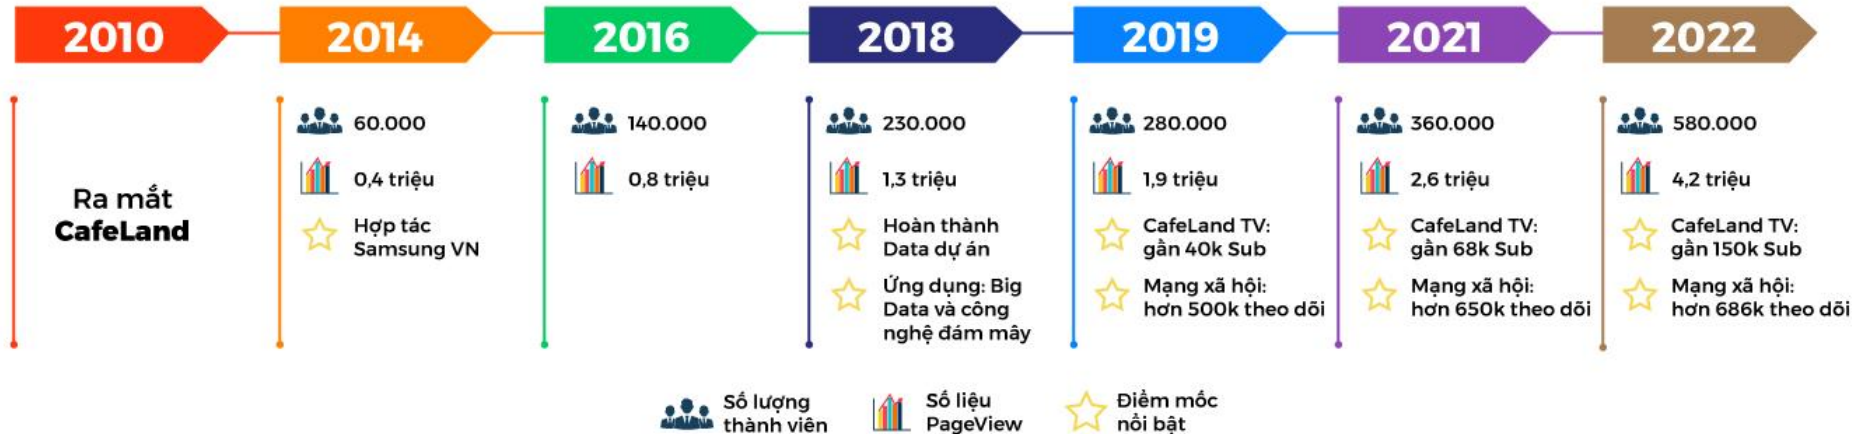 2010
2014
2016
2018
2019
2021
2022
Ra mắt
CafeLand
60.000
0,4 triệu
Hợp tác
Samsung VN
140.000
0,8 triệu
230.000
1,3 triệu
Hoàn thành
Data dự án
Ứng dụng: Big
Data và công
nghệ đám mây
280.000
1,9 triệu
CafeLand TV:
gần 40k Sub
Mạng xã hội:
hơn 500k theo dõi
360.000
2,6 triệu
CafeLand TV:
gần 68k Sub
Mạng xã hội:
hơn 650k theo dõi
580.000
4,2 triệu
CafeLand TV:
gần 150k Sub
Mạng xã hội:
hơn 686k theo dõi
Số lượng
thành viên
Số liệu
PageView
Điểm mốc
nổi bật